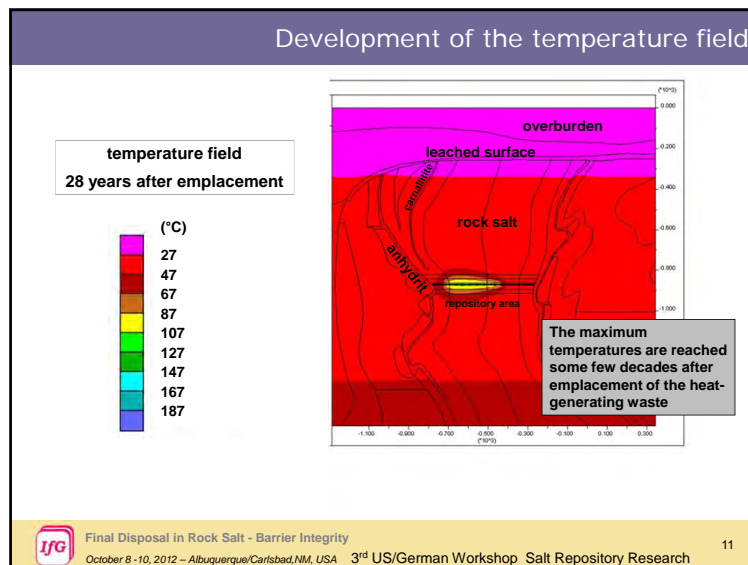 Development of the temperature field
temperature field
28 years after emplacement
(°C)
27
47
67
87
107
127
147
167
187
(*10^3)
0.000
-0.200
-0.400
-0.600
-0.800
-1.000
overburden
leached surface
carnallitite
rock salt
anhydrit
repository area
The maximum
temperatures are reached
some few decades after
emplacement of the heat-
generating waste
-1.100 -0.900 -0.700 -0.500 -0.300 -0.100 0.100 0.300
(*10^3)
IfG
Final Disposal in Rock Salt - Barrier Integrity
October 8 -10, 2012 – Albuquerque/Carlsbad,NM, USA 3rd US/German Workshop Salt Repository Research
11